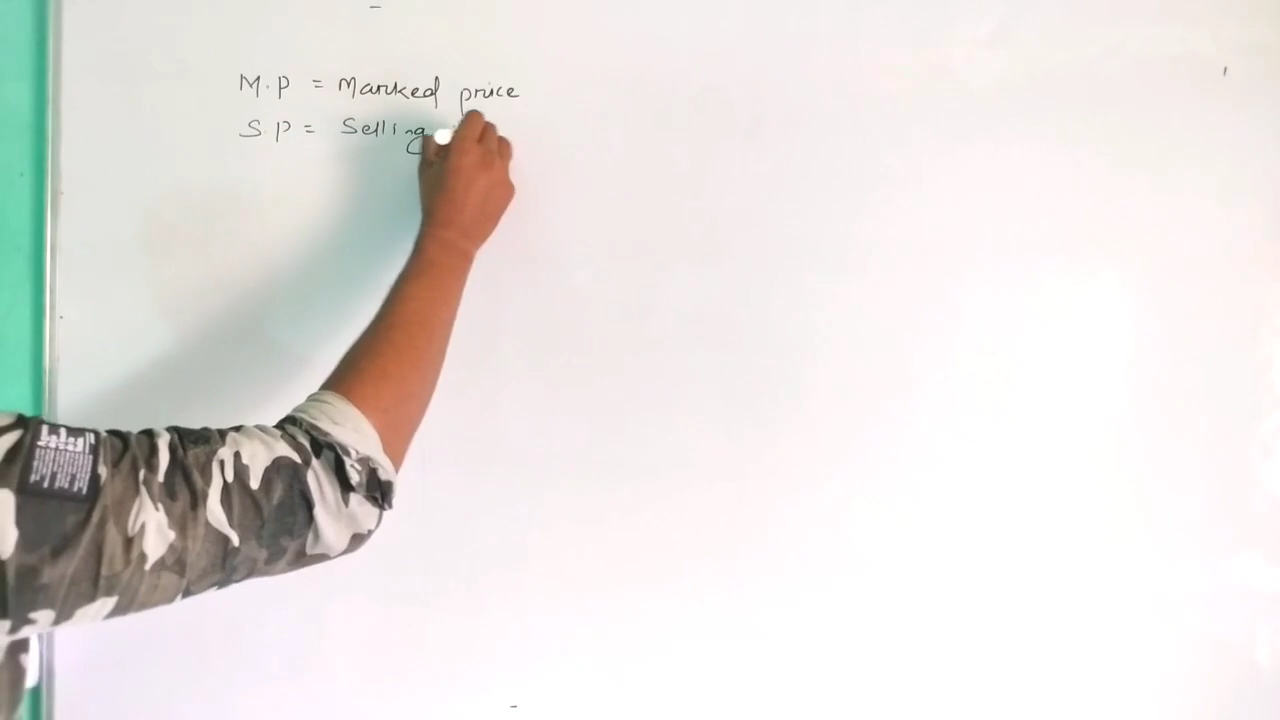 M.P = Marked price
S.P = Selling